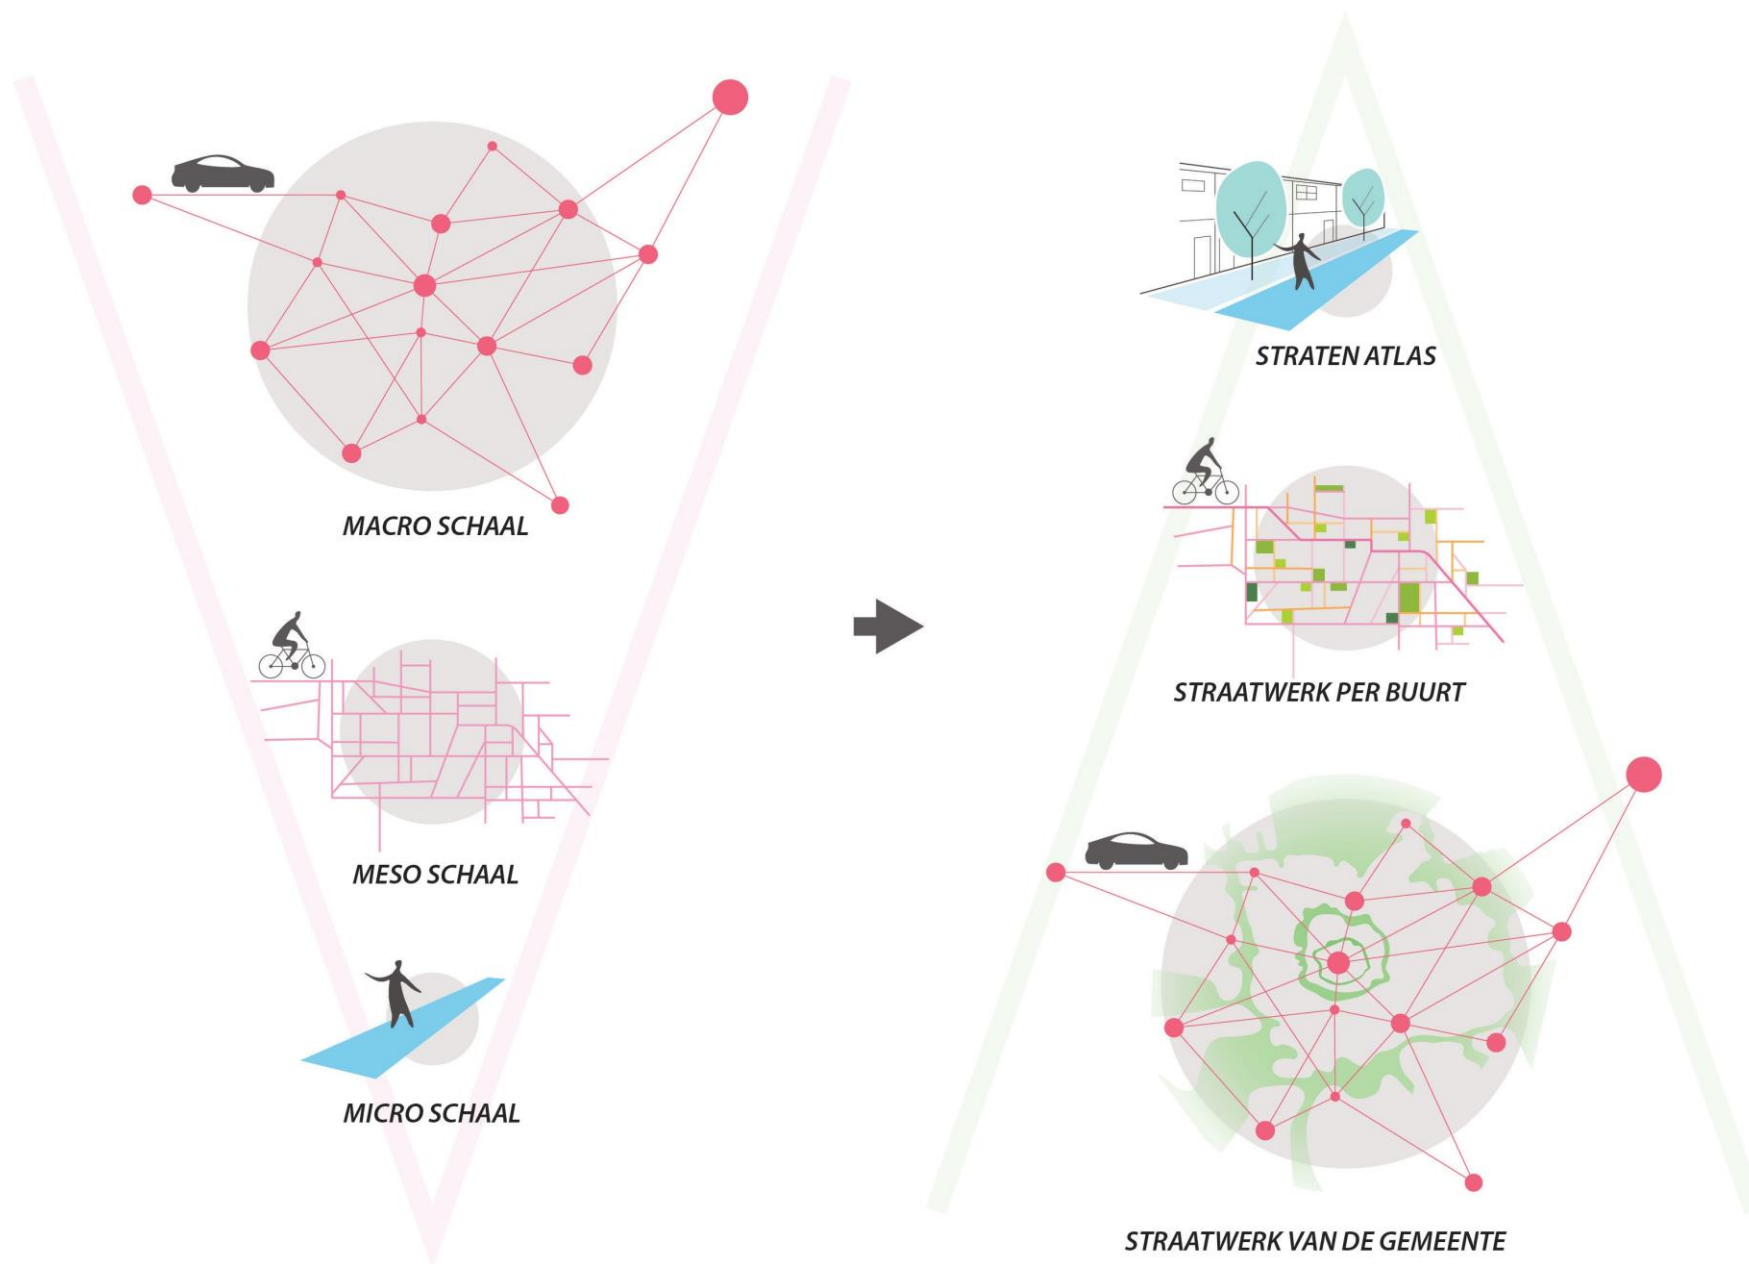 MACRO SCHAAL
MESO SCHAAL
MICRO SCHAAL
STRATEN ATLAS
STRAATWERK PER BUURT
STRAATWERK VAN DE GEMEENTE